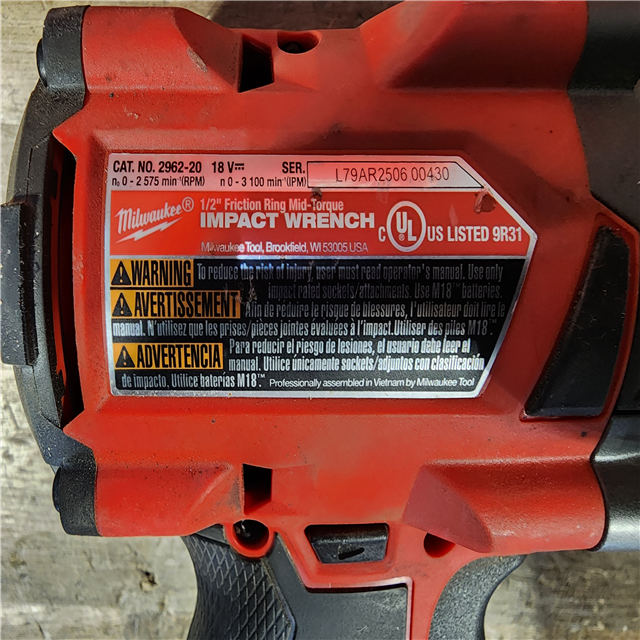 CAT. NO. 2962-20 18 V⎓ SER. L79AR2506 00430
n₀ 0 - 2 575 min⁻¹(RPM) n 0 - 3 100 min⁻¹(IPM)
Milwaukee®
1/2" Friction Ring Mid-Torque
IMPACT WRENCH
Milwaukee Tool, Brookfield, WI 53005 USA
C UL® US LISTED 9R31
WARNING To reduce the risk of injury user must read operator's manual. Use only
impact rated sockets/attachments. Use M18™ batteries.
AVERTISSEMENT Afin de réduire le risque de blessures, l'utilisateur doit lire le
manual. N'utilisez que les prises/pièces jointes évaluées à l'impact. Utiliser des piles M18™.
ADVERTENCIA Para reducir el riesgo de lesiones, el usuario debe leer el
manual. Utilice unicamente sockets/adjuntos con clasificación
de impacto. Utilice baterías M18™. Professionally assembled in Vietnam by Milwaukee Tool